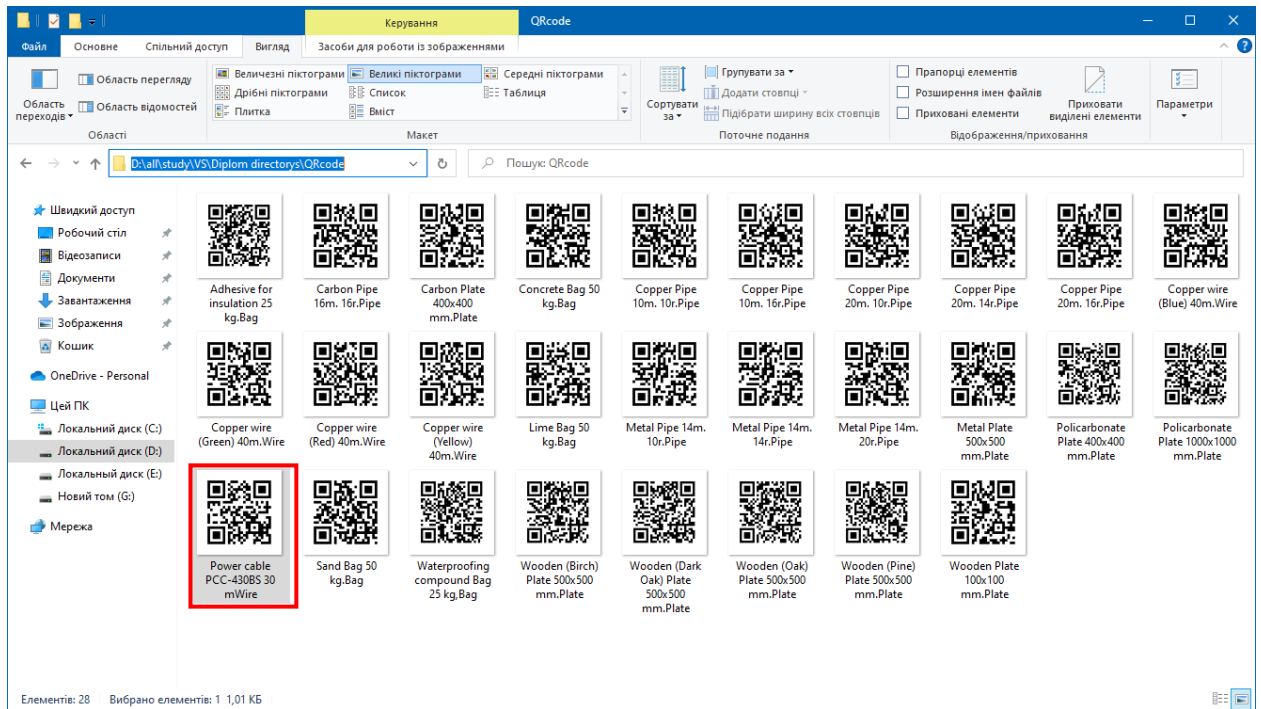 Керування
QRcode
Файл
Основне
Спільний доступ
Вигляд
Засоби для роботи із зображеннями
Область переходів
Область перегляду
Область відомостей
Області
Величезні піктограми
Великі піктограми
Середні піктограми
Дрібні піктограми
Список
Таблиця
Плитка
Вміст
Макет
Сортувати за
Групувати за
Додати стовпці
Підібрати ширину всіх стовпців
Поточне подання
Прапорці елементів
Розширення імен файлів
Приховані елементи
Приховати виділені елементи
Відображення/приховання
Параметри
D:\all\study\VS\Diplom directorys\QRcode
Пошук: QRcode
Швидкий доступ
Робочий стіл
Відеозаписи
Документи
Завантаження
Зображення
Кошик
OneDrive - Personal
Цей ПК
Локальний диск (C:)
Локальний диск (D:)
Локальный диск (E:)
Новий том (G:)
Мережа
Adhesive for
insulation 25
kg.Bag
Carbon Pipe
16m. 16r.Pipe
Carbon Plate
400x400
mm.Plate
Concrete Bag 50
kg.Bag
Copper Pipe
10m. 10r.Pipe
Copper Pipe
10m. 16r.Pipe
Copper Pipe
20m. 10r.Pipe
Copper Pipe
20m. 14r.Pipe
Copper Pipe
20m. 16r.Pipe
Copper wire
(Blue) 40m.Wire
Copper wire
(Green) 40m.Wire
Copper wire
(Red) 40m.Wire
Copper wire
(Yellow)
40m.Wire
Lime Bag 50
kg.Bag
Metal Pipe 14m.
10r.Pipe
Metal Pipe 14m.
14r.Pipe
Metal Pipe 14m.
20r.Pipe
Metal Plate
500x500
mm.Plate
Policarbonate
Plate 400x400
mm.Plate
Policarbonate
Plate 1000x1000
mm.Plate
Power cable
PCC-430BS 30
mWire
Sand Bag 50
kg.Bag
Waterproofing
compound Bag
25 kg,Bag
Wooden (Birch)
Plate 500x500
mm.Plate
Wooden (Dark
Oak) Plate
500x500
mm.Plate
Wooden (Oak)
Plate 500x500
mm.Plate
Wooden (Pine)
Plate 500x500
mm.Plate
Wooden Plate
100x100
mm.Plate
Елементів: 28
Вибрано елементів: 1 1,01 КБ